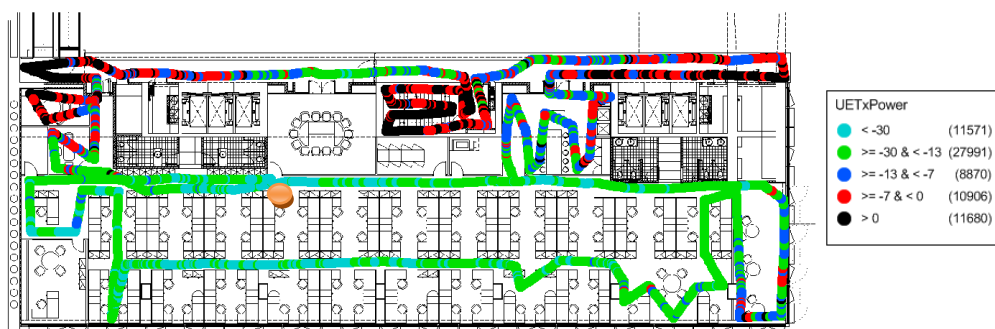 UETxPower
< -30 (11571)
>= -30 & < -13 (27991)
>= -13 & < -7 (8870)
>= -7 & < 0 (10906)
> 0 (11680)